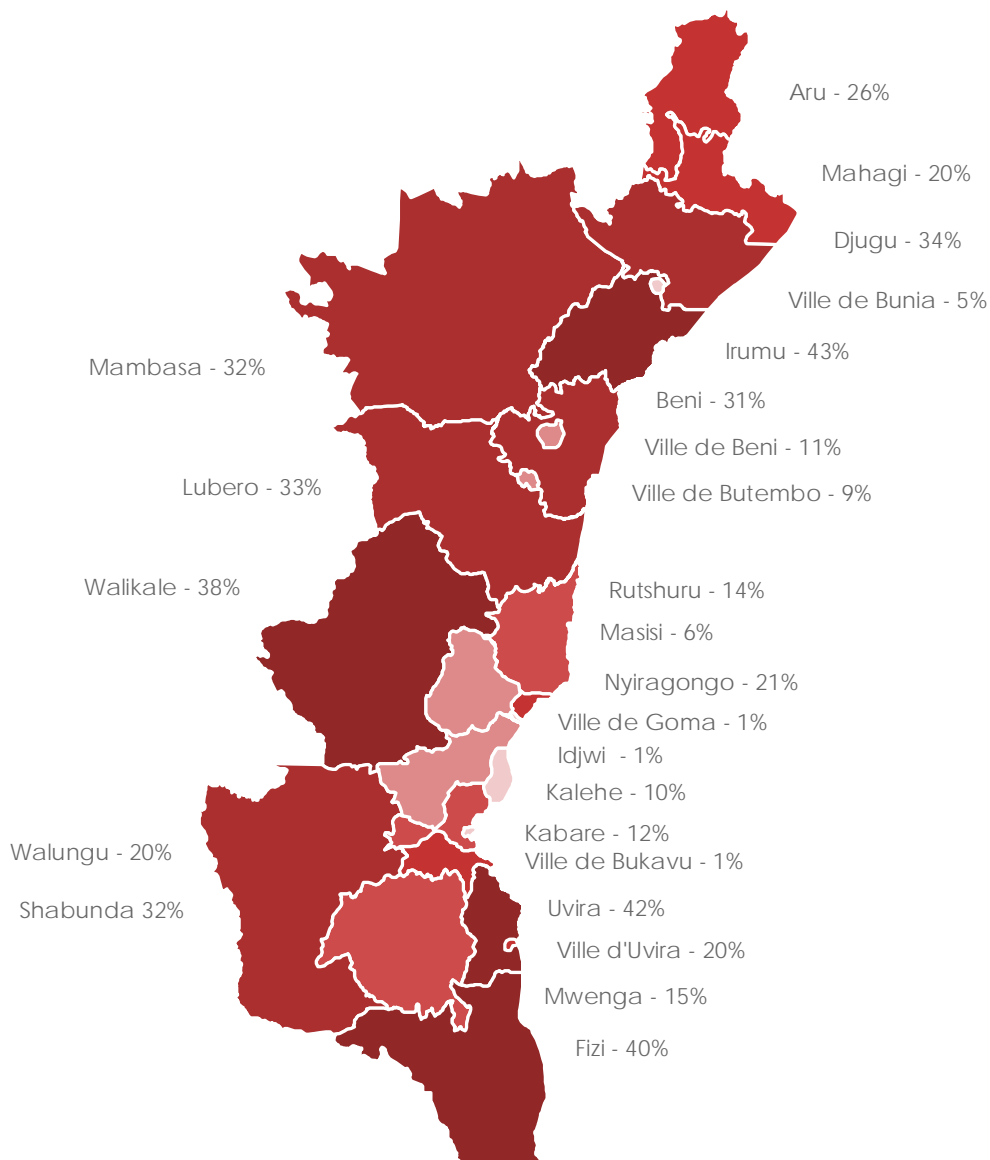 Aru - 26%
Mahagi - 20%
Djugu - 34%
Ville de Bunia - 5%
Irumu - 43%
Mambasa - 32%
Beni - 31%
Ville de Beni - 11%
Lubero - 33%
Ville de Butembo - 9%
Walikale - 38%
Rutshuru - 14%
Masisi - 6%
Nyiragongo - 21%
Ville de Goma - 1%
Idjwi - 1%
Kalehe - 10%
Kabare - 12%
Walungu - 20%
Ville de Bukavu - 1%
Shabunda 32%
Uvira - 42%
Ville d'Uvira - 20%
Mwenga - 15%
Fizi - 40%